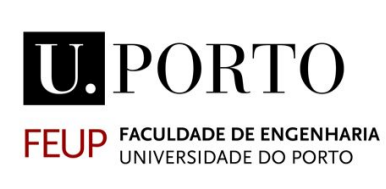 U. PORTO
FEUP FACULDADE DE ENGENHARIA
UNIVERSIDADE DO PORTO